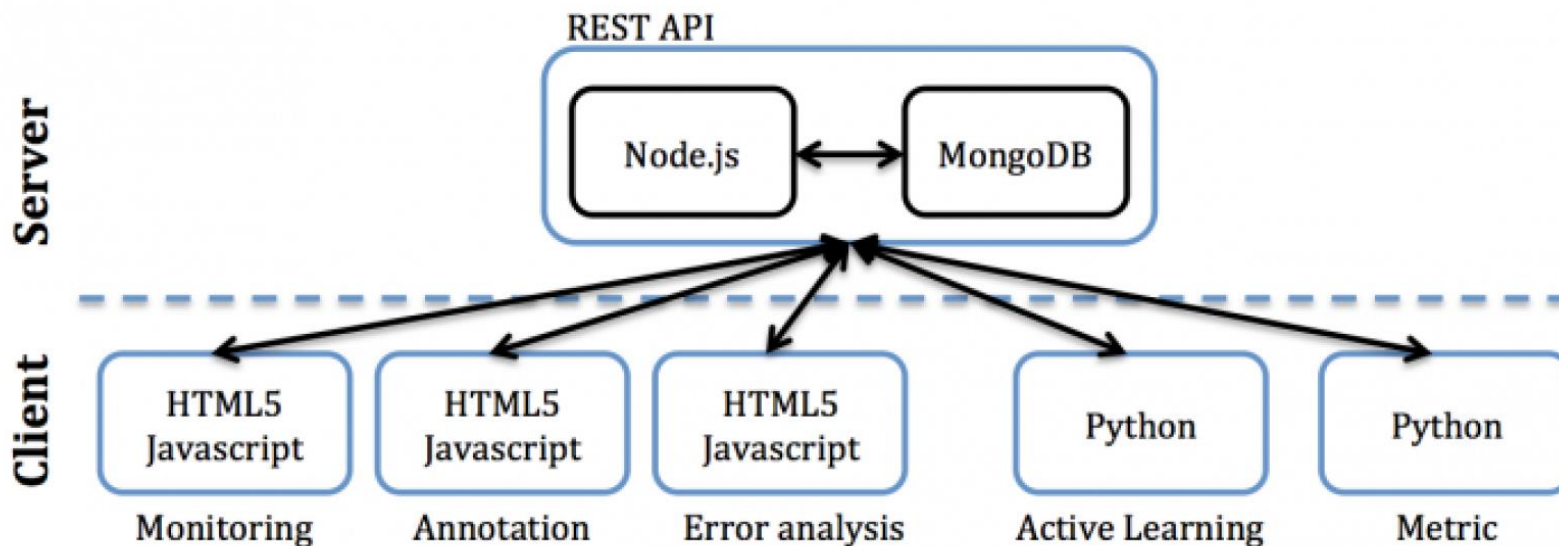 REST API
Server
Node.js
MongoDB
Client
HTML5
Javascript
HTML5
Javascript
HTML5
Javascript
Python
Python
Monitoring
Annotation
Error analysis
Active Learning
Metric